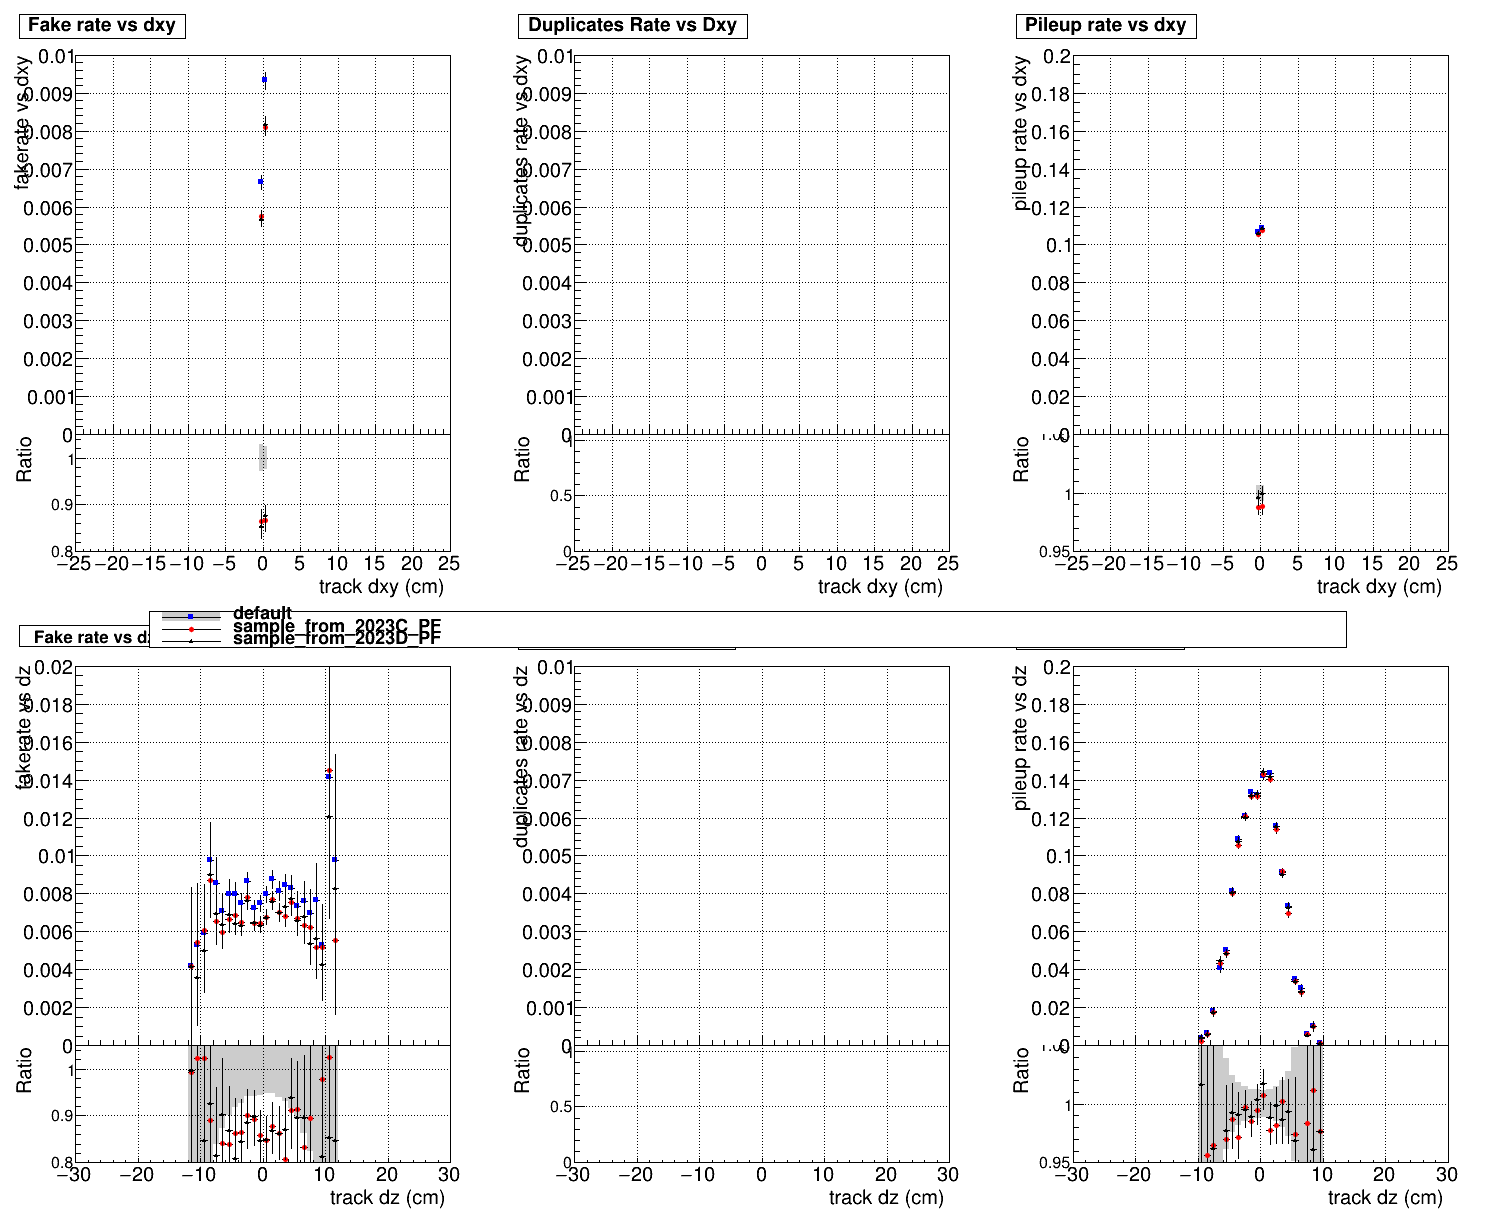 Fake rate vs dxy
Duplicates Rate vs Dxy
Pileup rate vs dxy
fakerate vs dxy
0.01
0.009
0.008
0.007
0.006
0.005
0.004
0.003
0.002
0.001
0
Ratio
1
0.9
0.8
−25 −20 −15 −10 −5 0 5 10 15 20 25
track dxy (cm)
duplicates rate vs dxy
0.01
0.009
0.008
0.007
0.006
0.005
0.004
0.003
0.002
0.001
0
Ratio
1
0.5
0
−25 −20 −15 −10 −5 0 5 10 15 20 25
track dxy (cm)
pileup rate vs dxy
0.2
0.18
0.16
0.14
0.12
0.1
0.08
0.06
0.04
0.02
0
Ratio
1
0.95
−25 −20 −15 −10 −5 0 5 10 15 20 25
track dxy (cm)
default
sample_from_2023C_PF
sample_from_2023D_PF
Fake rate vs dz
fakerate vs dz
0.02
0.018
0.016
0.014
0.012
0.01
0.008
0.006
0.004
0.002
0
Ratio
1
0.9
0.8
−30 −20 −10 0 10 20 30
track dz (cm)
duplicates rate vs dz
0.01
0.009
0.008
0.007
0.006
0.005
0.004
0.003
0.002
0.001
0
Ratio
1
0.5
0
−30 −20 −10 0 10 20 30
track dz (cm)
pileup rate vs dz
0.2
0.18
0.16
0.14
0.12
0.1
0.08
0.06
0.04
0.02
0
Ratio
1
0.95
−30 −20 −10 0 10 20 30
track dz (cm)